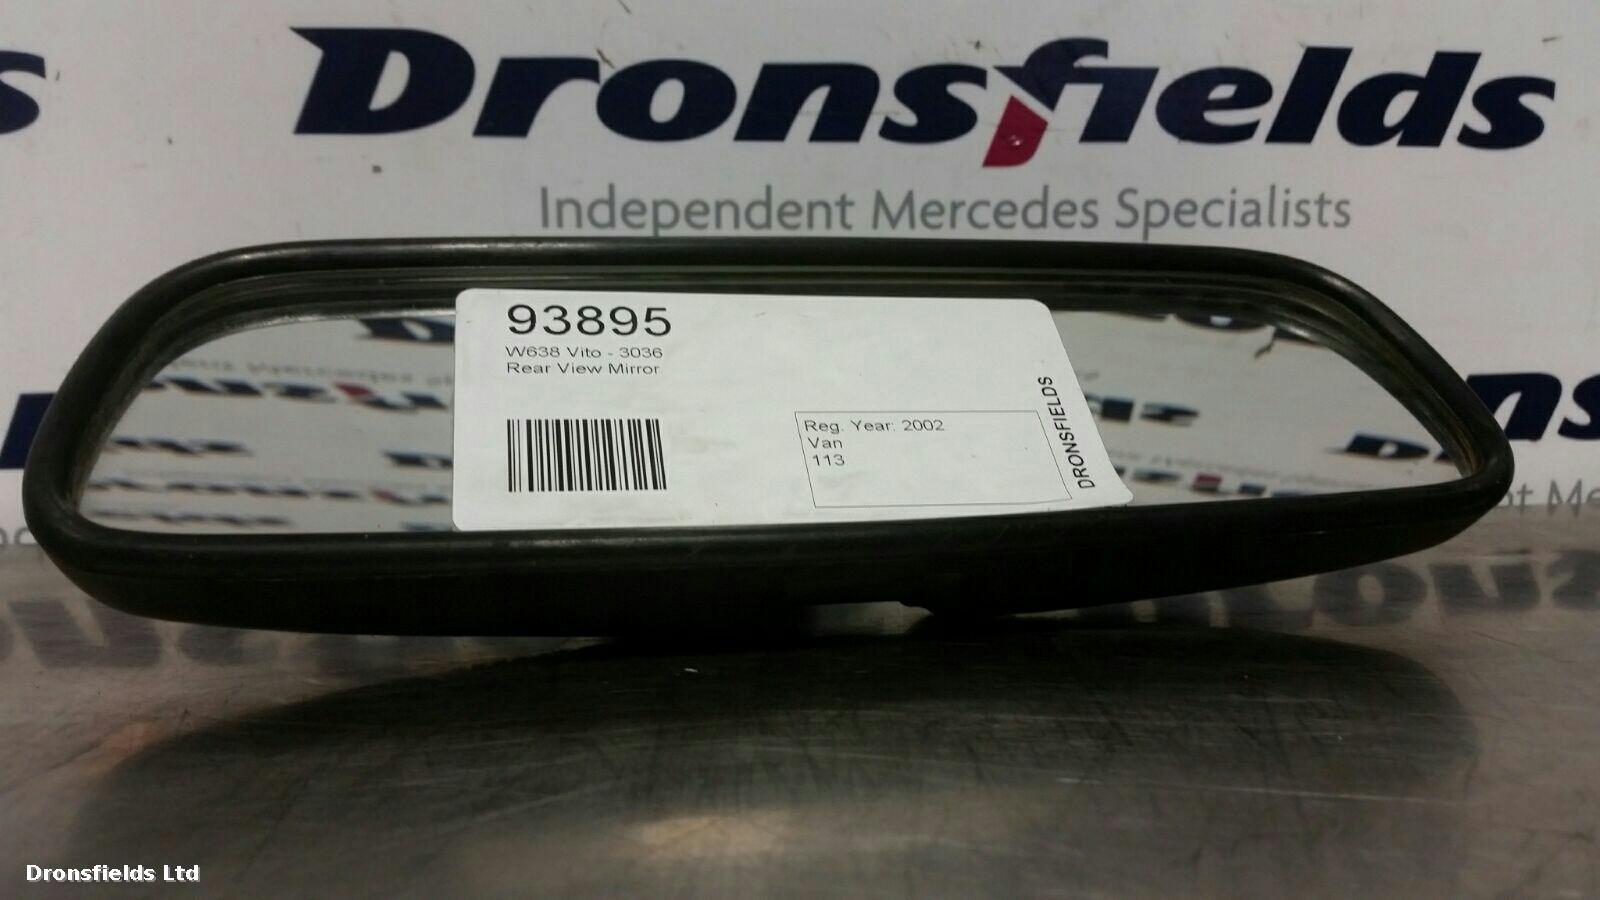 Dronsfields
Independent Mercedes Specialists
93895
W638 Vito - 3036
Rear View Mirror
Reg. Year: 2002
Van
113
DRONSFIELDS
Dronsfields Ltd